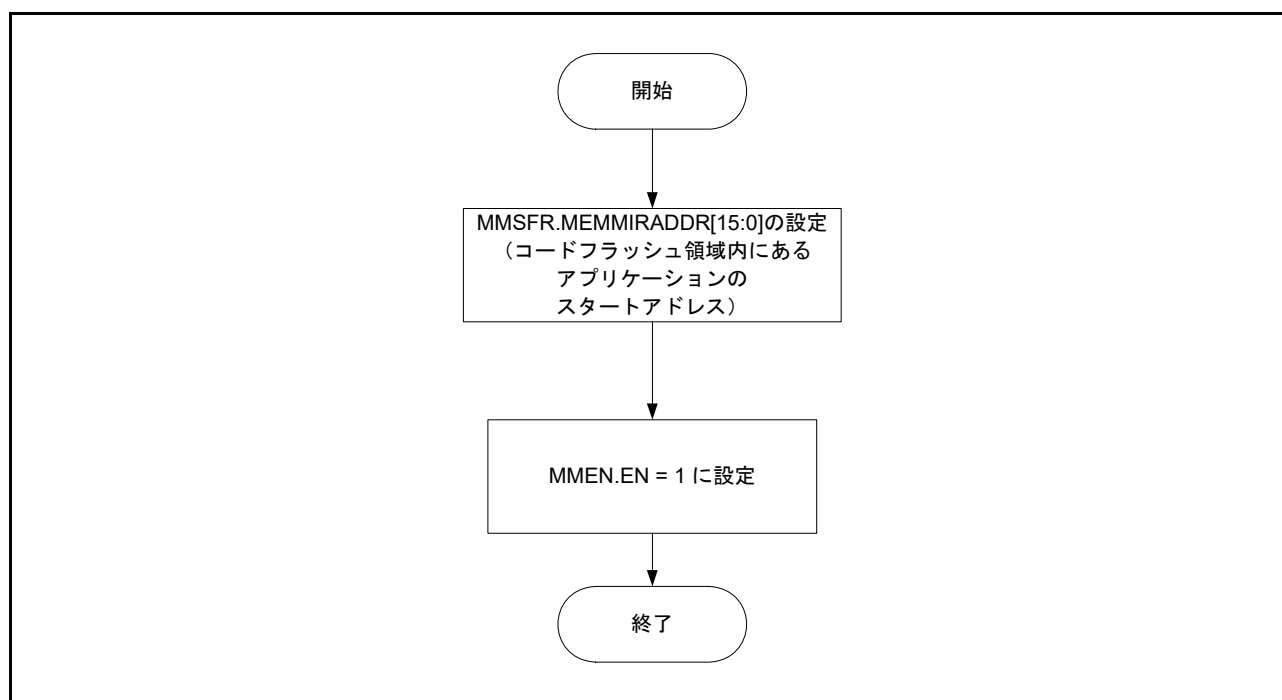 開始
MMSFR.MEMMIRADDR[15:0]の設定
（コードフラッシュ領域内にある
アプリケーションの
スタートアドレス）
MMEN.EN = 1 に設定
終了